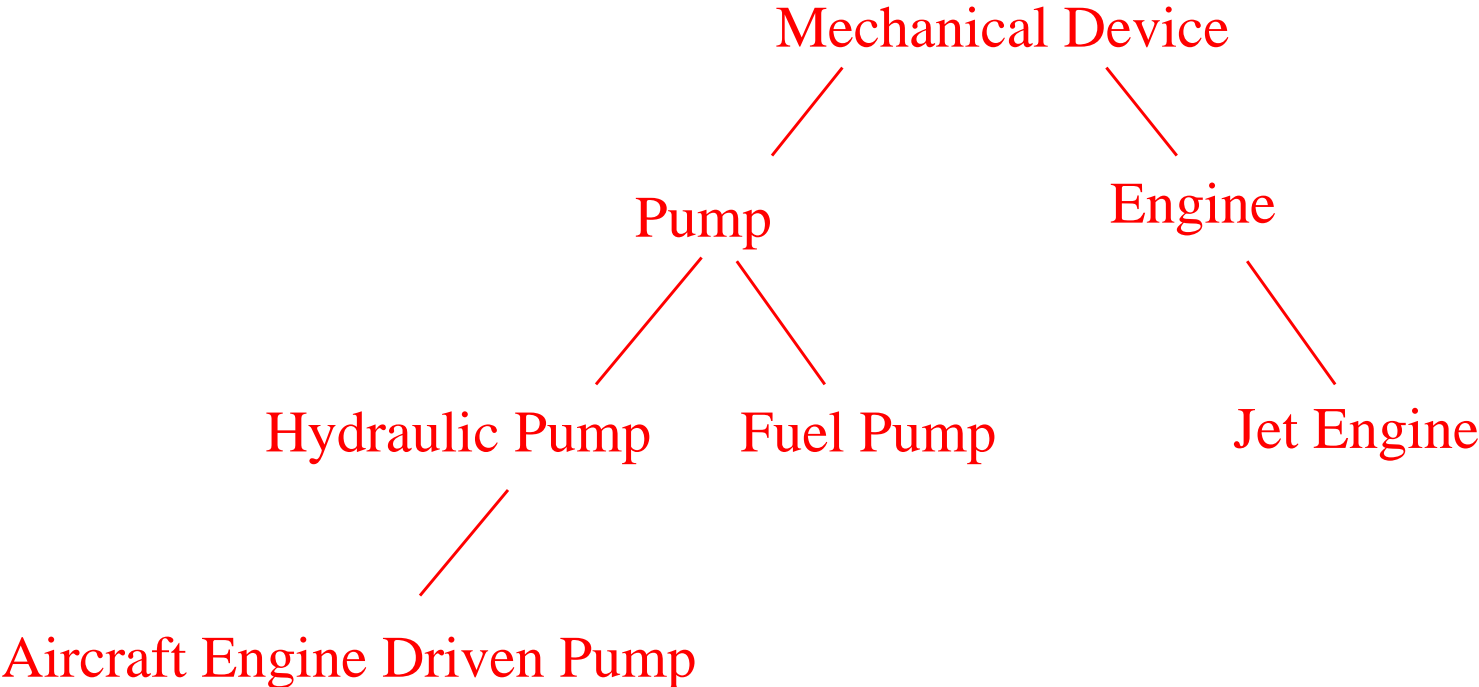 Mechanical Device
Pump
Engine
Hydraulic Pump
Fuel Pump
Jet Engine
Aircraft Engine Driven Pump